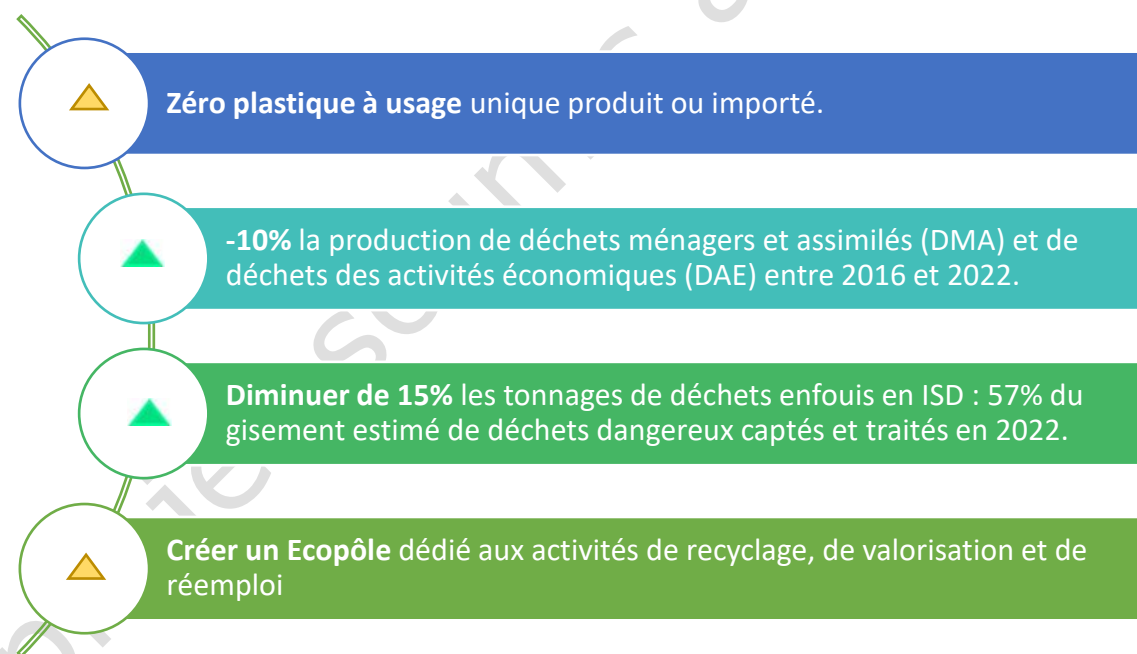 Zéro plastique à usage unique produit ou importé.
-10% la production de déchets ménagers et assimilés (DMA) et de
déchets des activités économiques (DAE) entre 2016 et 2022.
Diminuer de 15% les tonnages de déchets enfouis en ISD : 57% du
gisement estimé de déchets dangereux captés et traités en 2022.
Créer un Ecopôle dédié aux activités de recyclage, de valorisation et de
réemploi